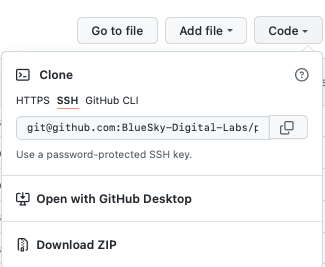 Go to file Add file Code
Clone
HTTPS SSH GitHub CLI
git@github.com:BlueSky-Digital-Labs/p
Use a password-protected SSH key.
Open with GitHub Desktop
Download ZIP